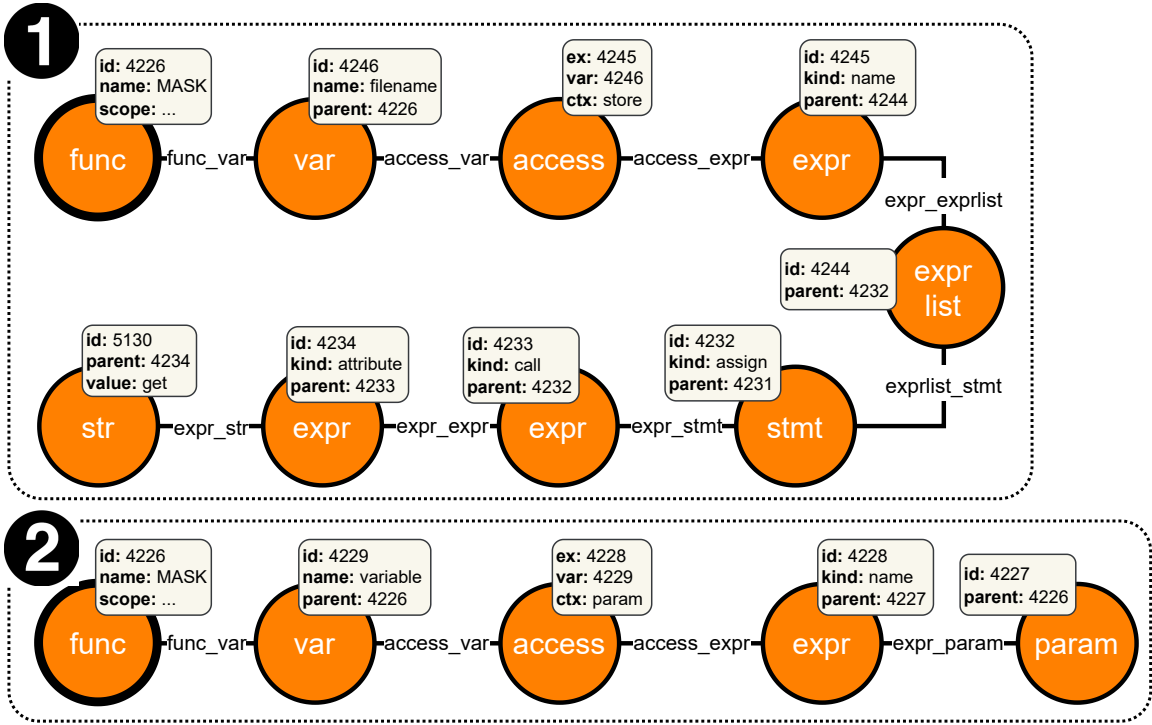 1
id: 4226
name: MASK
scope: ...
id: 4246
name: filename
parent: 4226
ex: 4245
var: 4246
ctx: store
id: 4245
kind: name
parent: 4244
func
func_var
var
access_var
access
access_expr
expr
expr_exprlist
id: 4244
parent: 4232
expr
list
exprlist_stmt
id: 5130
parent: 4234
value: get
id: 4234
kind: attribute
parent: 4233
id: 4233
kind: call
parent: 4232
id: 4232
kind: assign
parent: 4231
str
expr_str
expr
expr_expr
expr
expr_stmt
stmt
2
id: 4226
name: MASK
scope: ...
id: 4229
name: variable
parent: 4226
ex: 4228
var: 4229
ctx: param
id: 4228
kind: name
parent: 4227
id: 4227
parent: 4226
func
func_var
var
access_var
access
access_expr
expr
expr_param
param